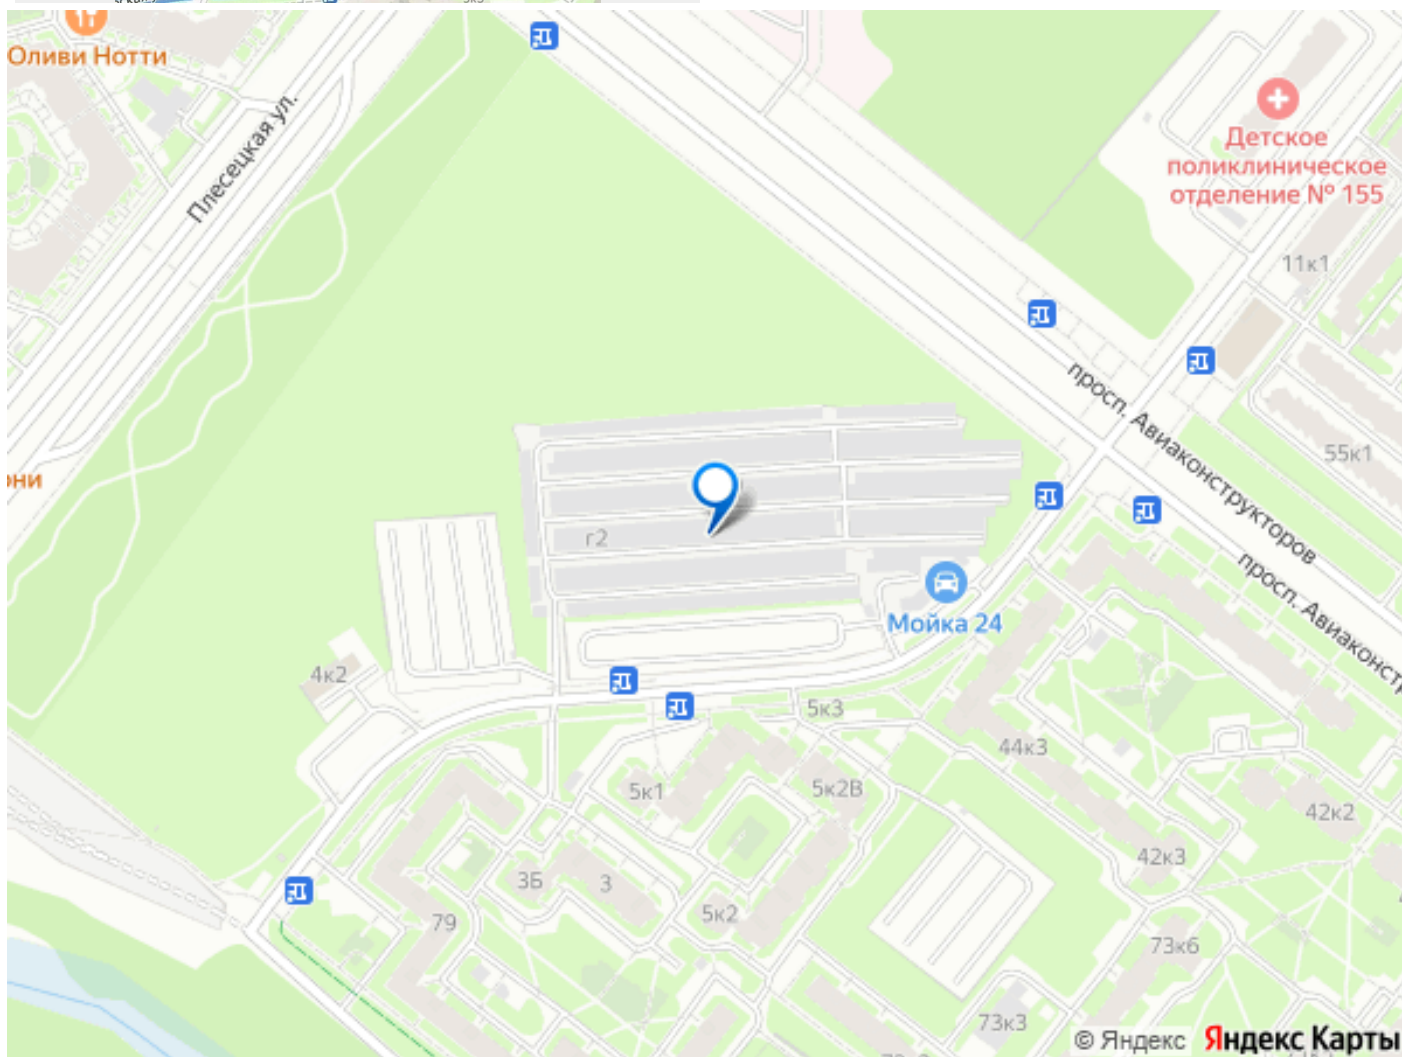 Оливи Нотти
Плесецкая ул.
Детское
поликлиническое
отделение № 155
11к1
просп. Авиаконструкторов
55к1
эни
г2
просп. Авиаконст
Мойка 24
4к2
5к3
44к3
5к1
5к2В
42к2
42к3
3Б
3
5к2
79
73к6
73к3
© Яндекс Яндекс Карты